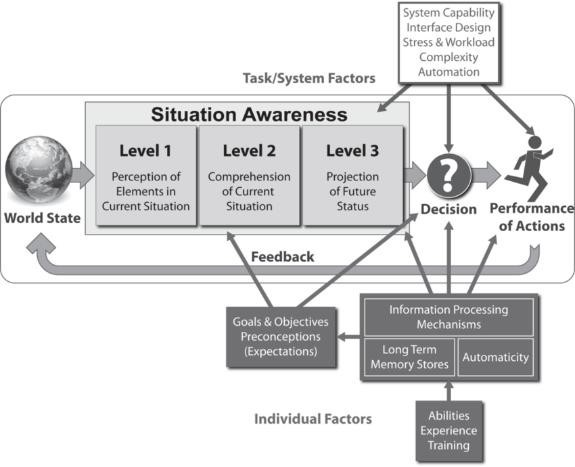 System Capability
Interface Design
Stress & Workload
Complexity
Automation
Task/System Factors
Situation Awareness
Level 1
Perception of
Elements in
Current Situation
Level 2
Comprehension
of Current
Situation
Level 3
Projection
of Future
Status
?
World State
Decision
Performance
of Actions
Feedback
Goals & Objectives
Preconceptions
(Expectations)
Information Processing
Mechanisms
Long Term
Memory Stores
Automaticity
Individual Factors
Abilities
Experience
Training